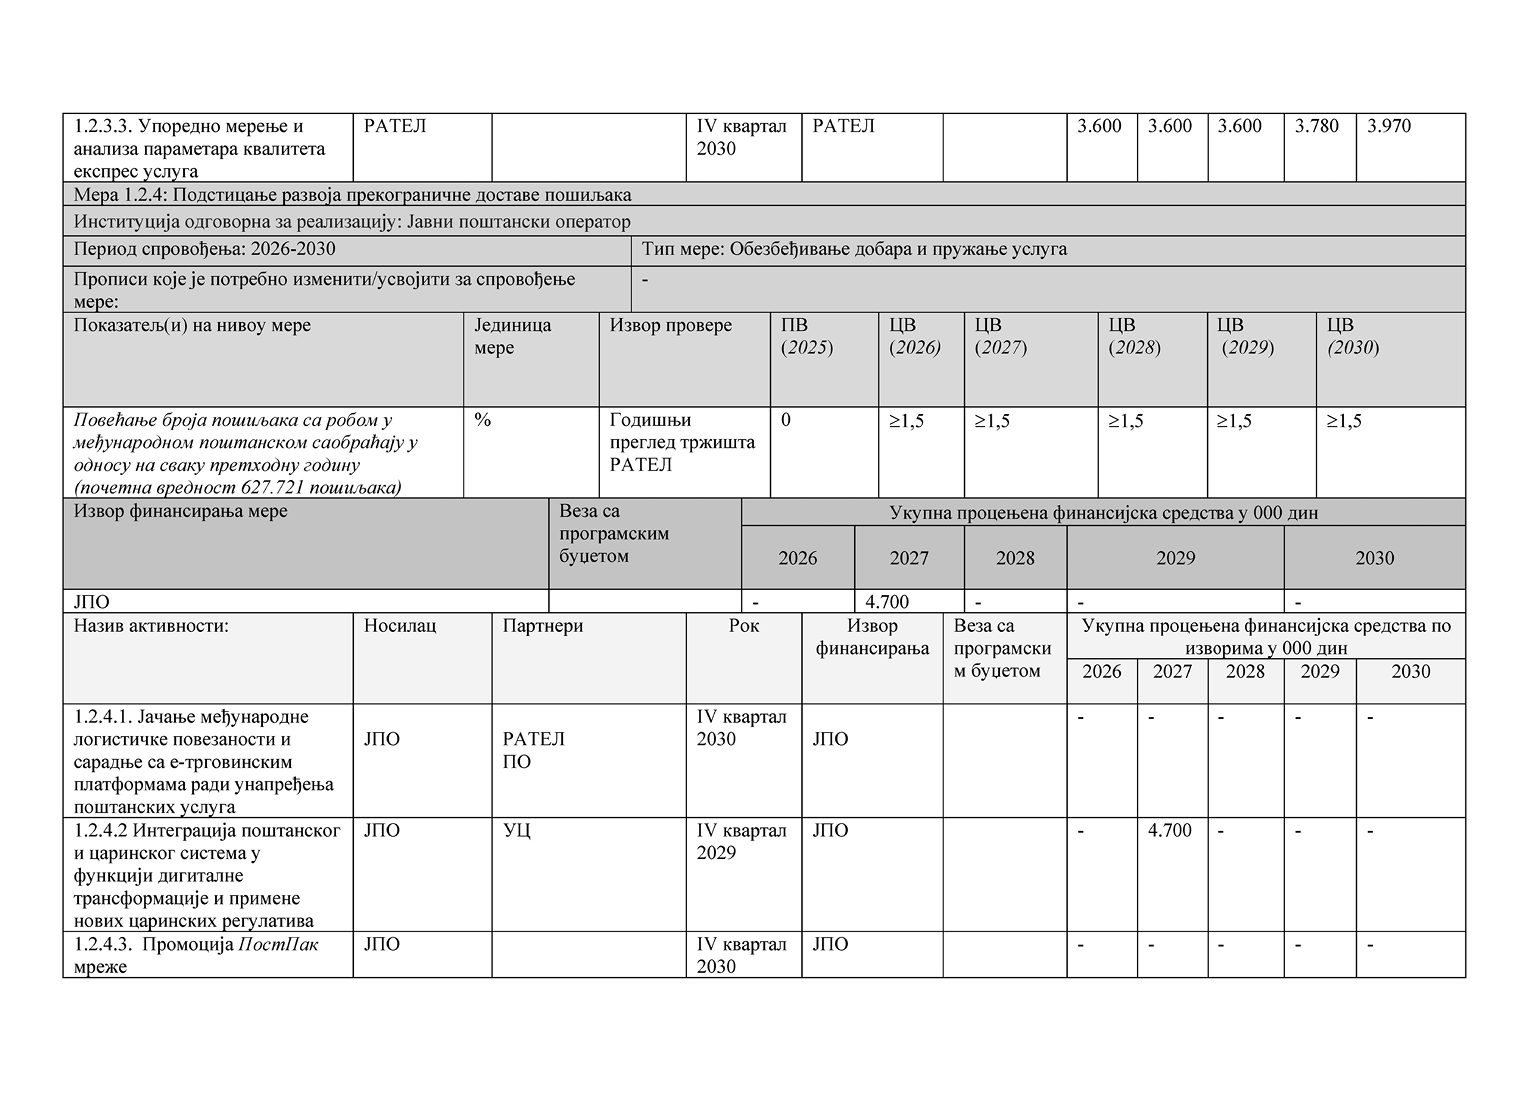 1.2.3.3. Упоредно мерење и
анализа параметара квалитета
експрес услуга
РАТЕЛ
IV квартал
2030
РАТЕЛ
3.600
3.600
3.600
3.780
3.970
Мера 1.2.4: Подстицање развоја прекограничне доставе пошиљака
Институција одговорна за реализацију: Јавни поштански оператор
Период спровођења: 2026-2030
Тип мере: Обезбеђивање добара и пружање услуга
Прописи које је потребно изменити/усвојити за спровођење
мере:
-
Показатељ(и) на нивоу мере
Јединица
мере
Извор провере
ПВ
(2025)
ЦВ
(2026)
ЦВ
(2027)
ЦВ
(2028)
ЦВ
(2029)
ЦВ
(2030)
Повећање броја пошиљака са робом у
међународном поштанском саобраћају у
односу на сваку претходну годину
(почетна вредност 627.721 пошиљака)
%
Годишњи
преглед тржишта
РАТЕЛ
0
≥1,5
≥1,5
≥1,5
≥1,5
≥1,5
Извор финансирања мере
Веза са
програмским
буџетом
Укупна процењена финансијска средства у 000 дин
2026
2027
2028
2029
2030
ЈПО
-
4.700
-
-
-
Назив активности:
Носилац
Партнери
Рок
Извор
финансирања
Веза са
програмски
м буџетом
Укупна процењена финансијска средства по
изворима у 000 дин
2026
2027
2028
2029
2030
1.2.4.1. Јачање међународне
логистичке повезаности и
сарадње са е-трговинским
платформама ради унапређења
поштанских услуга
ЈПО
РАТЕЛ
ПО
IV квартал
2030
ЈПО
-
-
-
-
-
1.2.4.2 Интеграција поштанског
и царинског система у
функцији дигиталне
трансформације и примене
нових царинских регулатива
ЈПО
УЦ
IV квартал
2029
ЈПО
-
4.700
-
-
-
1.2.4.3. Промоција ПостПак
мреже
ЈПО
IV квартал
2030
ЈПО
-
-
-
-
-